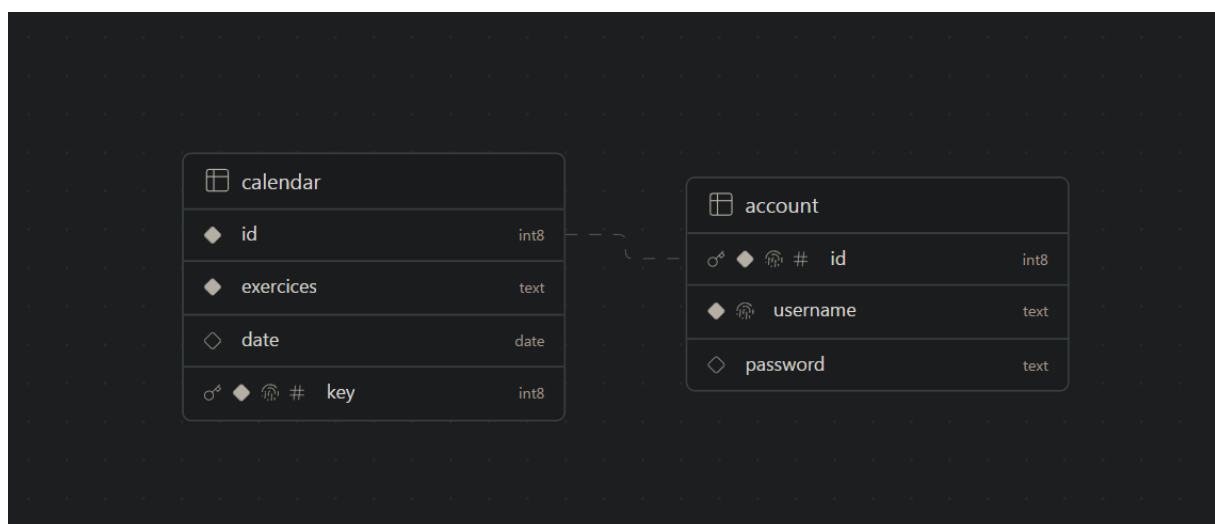 calendar
id int8
exercices text
date date
# key int8
account
# id int8
username text
password text